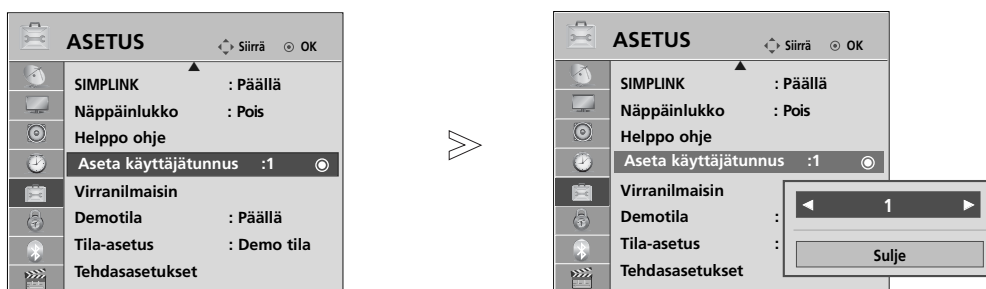 ASETUS Siirrä OK
SIMPLINK : Päällä
Näppäinlukko : Pois
Helppo ohje
Aseta käyttäjätunnus :1
Virranilmaisin
Demotila : Päällä
Tila-asetus : Demo tila
Tehdasasetukset
ASETUS Siirrä OK
SIMPLINK : Päällä
Näppäinlukko : Pois
Helppo ohje
Aseta käyttäjätunnus :1
Virranilmaisin
Demotila :
Tila-asetus :
Tehdasasetukset
1
Sulje